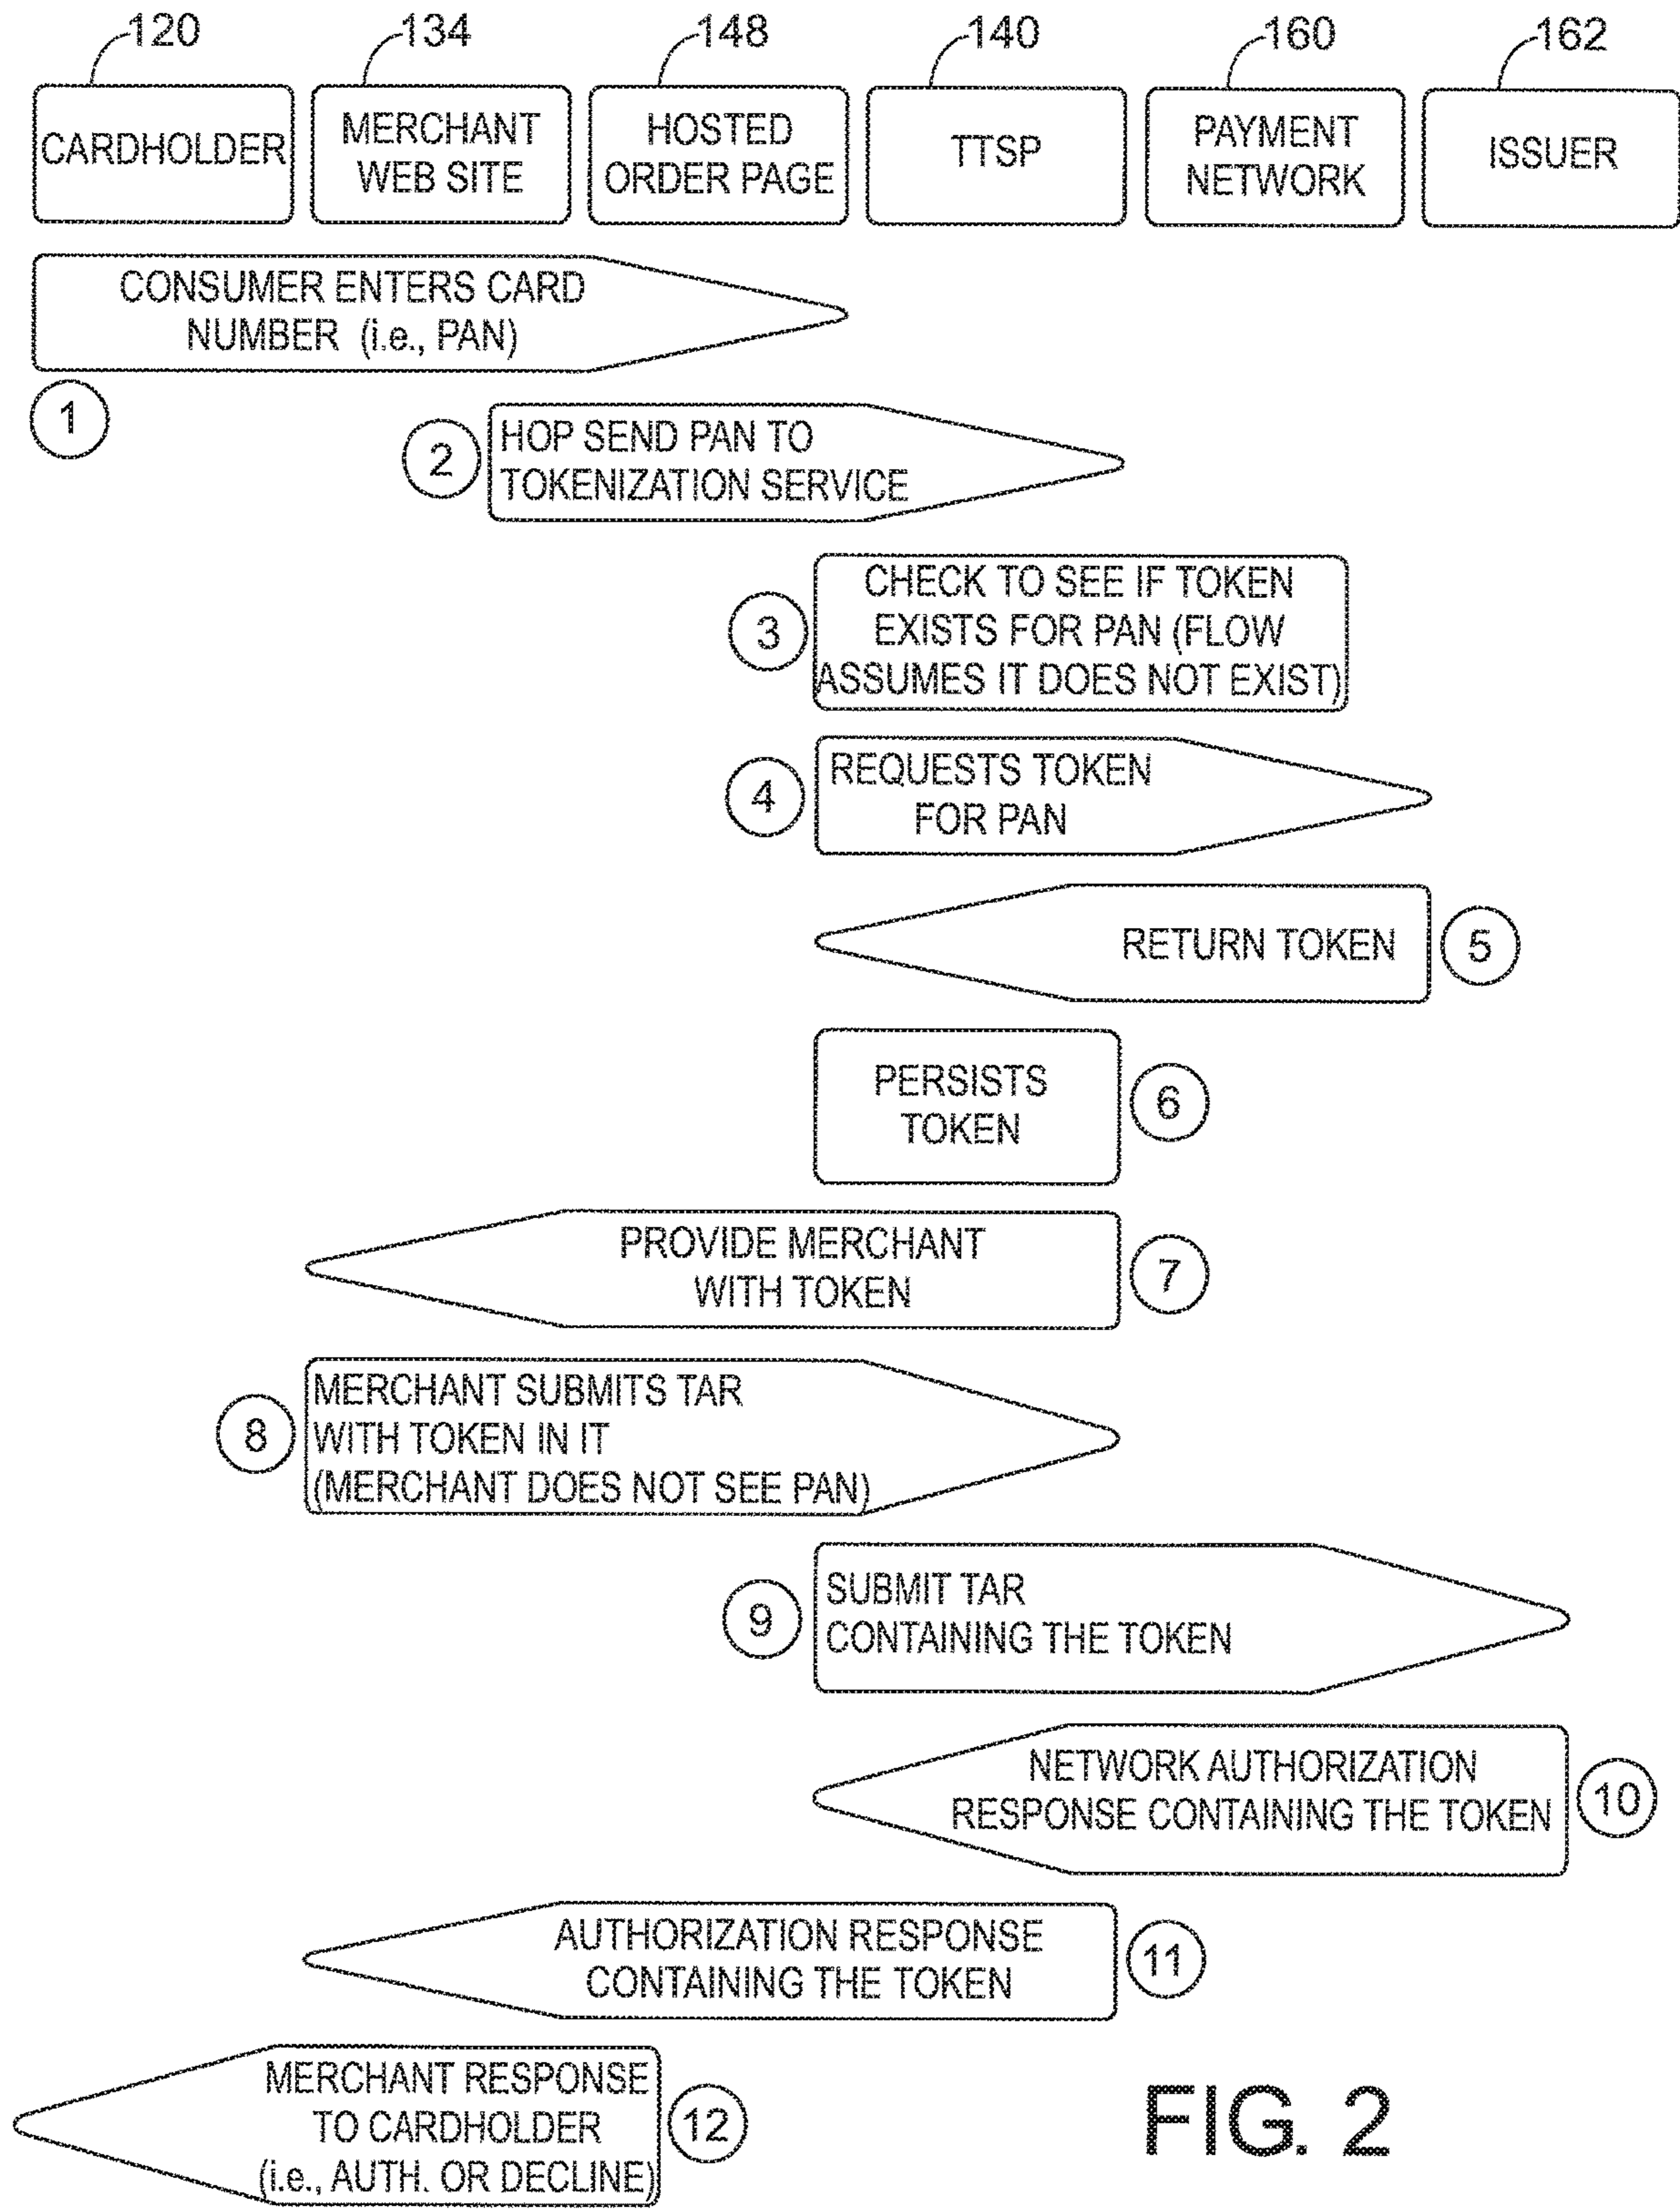 120
134
148
140
160
162
CARDHOLDER
MERCHANT
WEB SITE
HOSTED
ORDER PAGE
TTSP
PAYMENT
NETWORK
ISSUER
CONSUMER ENTERS CARD
NUMBER (i.e., PAN)
1
2
HOP SEND PAN TO
TOKENIZATION SERVICE
3
CHECK TO SEE IF TOKEN
EXISTS FOR PAN (FLOW
ASSUMES IT DOES NOT EXIST)
4
REQUESTS TOKEN
FOR PAN
RETURN TOKEN
5
PERSISTS
TOKEN
6
PROVIDE MERCHANT
WITH TOKEN
7
8
MERCHANT SUBMITS TAR
WITH TOKEN IN IT
(MERCHANT DOES NOT SEE PAN)
9
SUBMIT TAR
CONTAINING THE TOKEN
NETWORK AUTHORIZATION
RESPONSE CONTAINING THE TOKEN
10
AUTHORIZATION RESPONSE
CONTAINING THE TOKEN
11
MERCHANT RESPONSE
TO CARDHOLDER
(i.e., AUTH. OR DECLINE)
12
FIG. 2